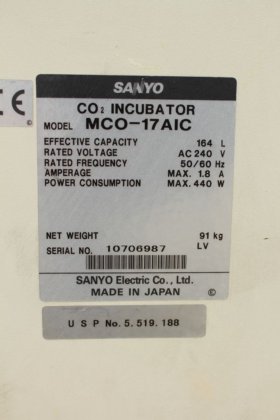 CE
SANYO
CO2 INCUBATOR
MODEL MCO-17AIC
EFFECTIVE CAPACITY 164 L
RATED VOLTAGE AC 240 V
RATED FREQUENCY 50/60 Hz
AMPERAGE MAX. 1.8 A
POWER CONSUMPTION MAX. 440 W
NET WEIGHT 91 kg
SERIAL NO. 10706987 LV
SANYO Electric Co., Ltd.
MADE IN JAPAN ©
U S P No. 5. 519. 188